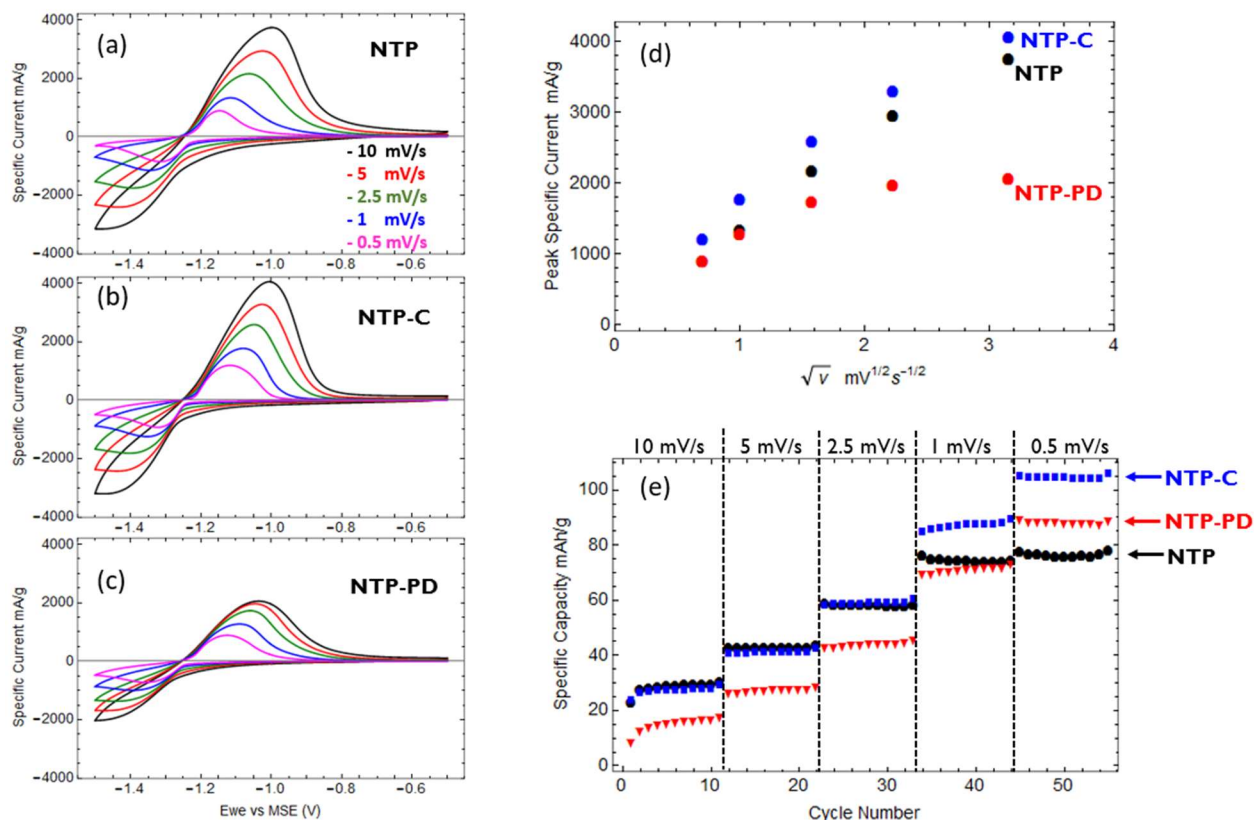 (a)
NTP
Specific Current mA/g
4000
2000
0
−2000
−4000
- 10 mV/s
- 5 mV/s
- 2.5 mV/s
- 1 mV/s
- 0.5 mV/s
−1.4
−1.2
−1.0
−0.8
−0.6
(b)
NTP-C
Specific Current mA/g
4000
2000
0
−2000
−4000
−1.4
−1.2
−1.0
−0.8
−0.6
(c)
NTP-PD
Specific Current mA/g
4000
2000
0
−2000
−4000
−1.4
−1.2
−1.0
−0.8
−0.6
Ewe vs MSE (V)
(d)
NTP-C
NTP
NTP-PD
Peak Specific Current mA/g
4000
3000
2000
1000
0
0
1
2
3
4
√v mV1/2s−1/2
10 mV/s
5 mV/s
2.5 mV/s
1 mV/s
0.5 mV/s
(e)
NTP-C
NTP-PD
NTP
Specific Capacity mAh/g
100
80
60
40
20
0
0
10
20
30
40
50
Cycle Number